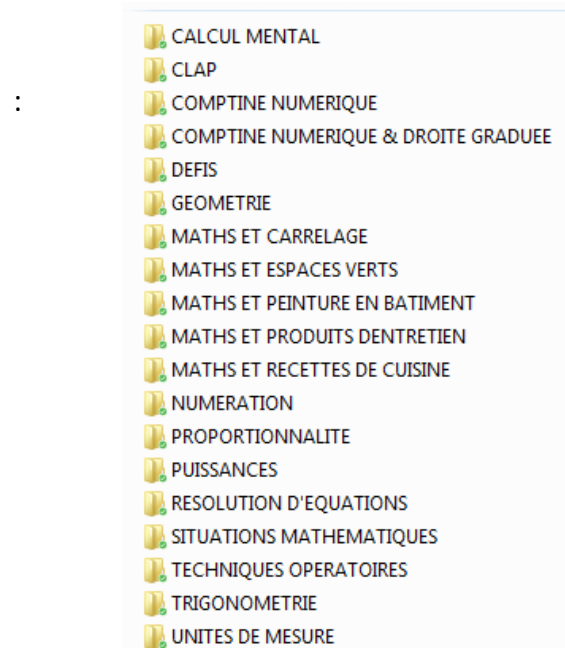 CALCUL MENTAL
CLAP
:
COMPTINE NUMERIQUE
COMPTINE NUMERIQUE & DROITE GRADUEE
DEFIS
GEOMETRIE
MATHS ET CARRELAGE
MATHS ET ESPACES VERTS
MATHS ET PEINTURE EN BATIMENT
MATHS ET PRODUITS DENTRETIEN
MATHS ET RECETTES DE CUISINE
NUMERATION
PROPORTIONNALITE
PUISSANCES
RESOLUTION D'EQUATIONS
SITUATIONS MATHEMATIQUES
TECHNIQUES OPERATOIRES
TRIGONOMETRIE
UNITES DE MESURE